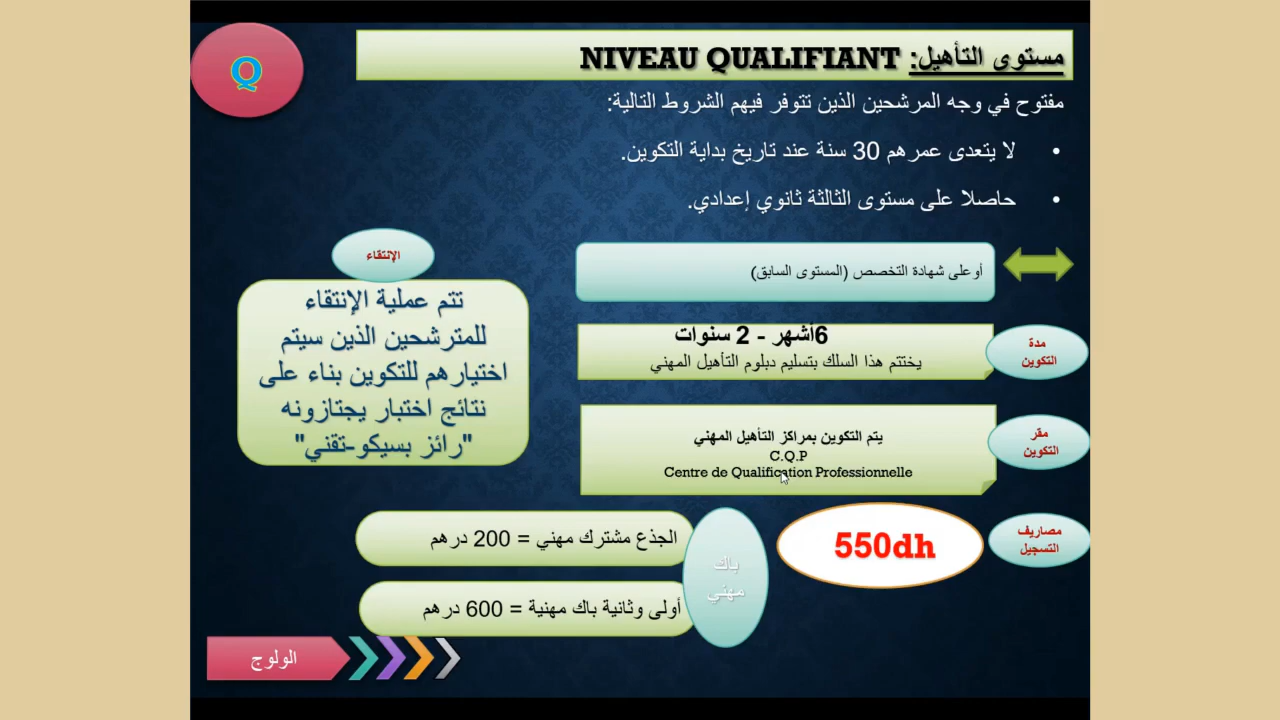 Q
مستوى التأهيل: NIVEAU QUALIFIANT
مفتوح في وجه المرشحين الذين تتوفر فيهم الشروط التالية:
• لا يتعدى عمرهم 30 سنة عند تاريخ بداية التكوين.
• حاصلا على مستوى الثالثة ثانوي إعدادي.
أوعلى شهادة التخصص (المستوى السابق)
الإنتقاء
تتم عملية الإنتقاء
للمترشحين الذين سيتم
اختيارهم للتكوين بناء على
نتائج اختبار يجتازونه
"رائز بسيكو-تقني"
مدة
التكوين
6أشهر - 2 سنوات
يختتم هذا السلك بتسليم دبلوم التأهيل المهني
مقر
التكوين
يتم التكوين بمراكز التأهيل المهني
C.Q.P
Centre de Qualification Professionnelle
مصاريف
التسجيل
550dh
باك
مهني
الجذع مشترك مهني = 200 درهم
أولى وثانية باك مهنية = 600 درهم
الولوج